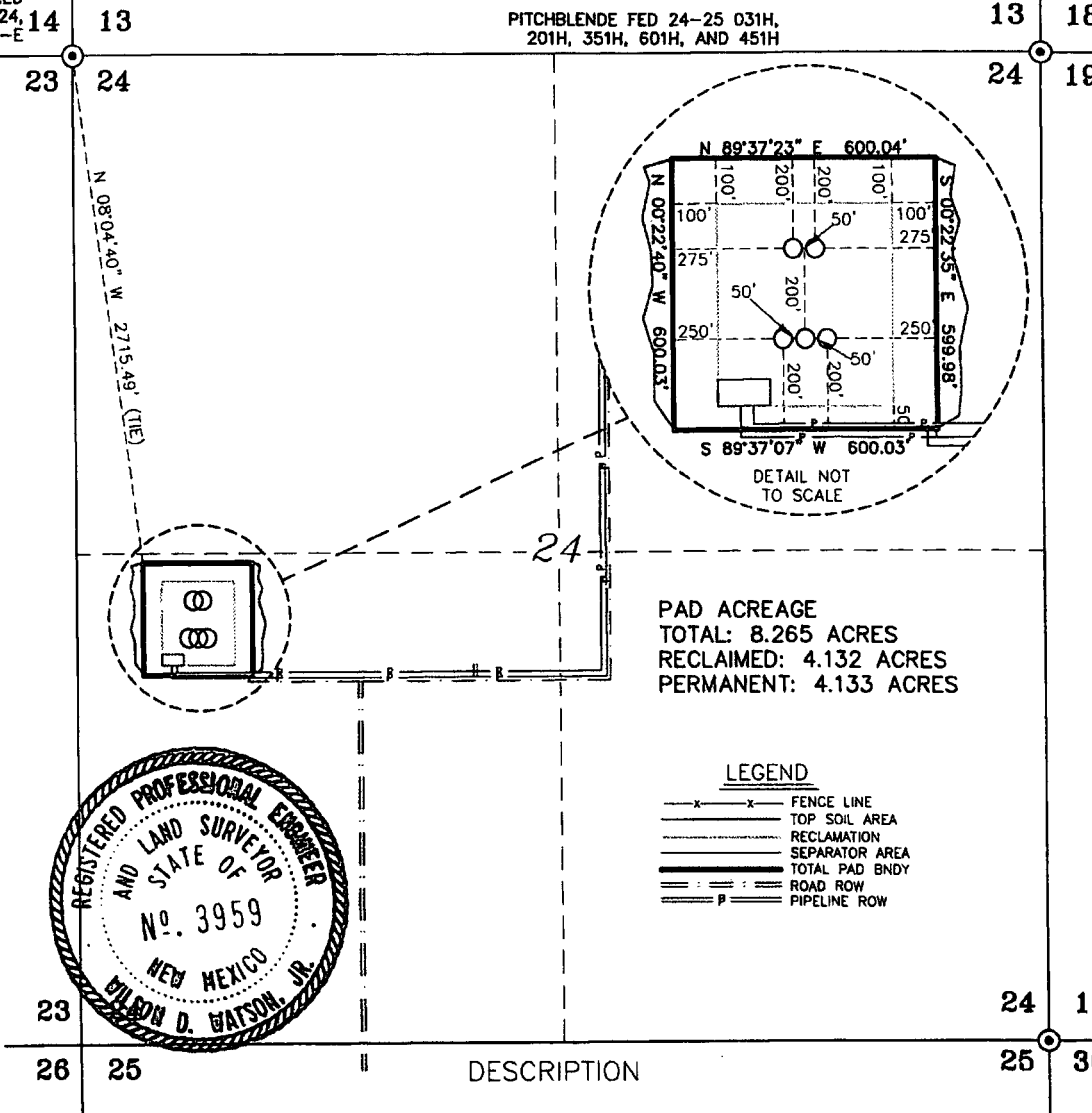 24,
-E
14 13
PITCHBLENDE FED 24-25 031H,
201H, 351H, 601H, AND 451H
13 18
23 24
24 19
N 08°04'40" W 2715.49' (TIE)
N 89°37'23" E 600.04'
100' 200' 200' 100'
N 00°22'40" W 600.03'
S 00°22'35" E 599.98'
100' 50' 100'
275' 275'
50' 200'
250' 250'
50'
200' 200'
50
P P
P P
S 89°37'07" W 600.03'
DETAIL NOT
TO SCALE
24
PAD ACREAGE
TOTAL: 8.265 ACRES
RECLAIMED: 4.132 ACRES
PERMANENT: 4.133 ACRES
LEGEND
x x FENCE LINE
TOP SOIL AREA
RECLAMATION
SEPARATOR AREA
TOTAL PAD BNDY
ROAD ROW
P PIPELINE ROW
REGISTERED PROFESSIONAL ENGINEER
AND LAND SURVEYOR
STATE OF
No. 3959
NEW MEXICO
WILSON D. WATSON, JR.
23
24 1
26 25
DESCRIPTION
25 3